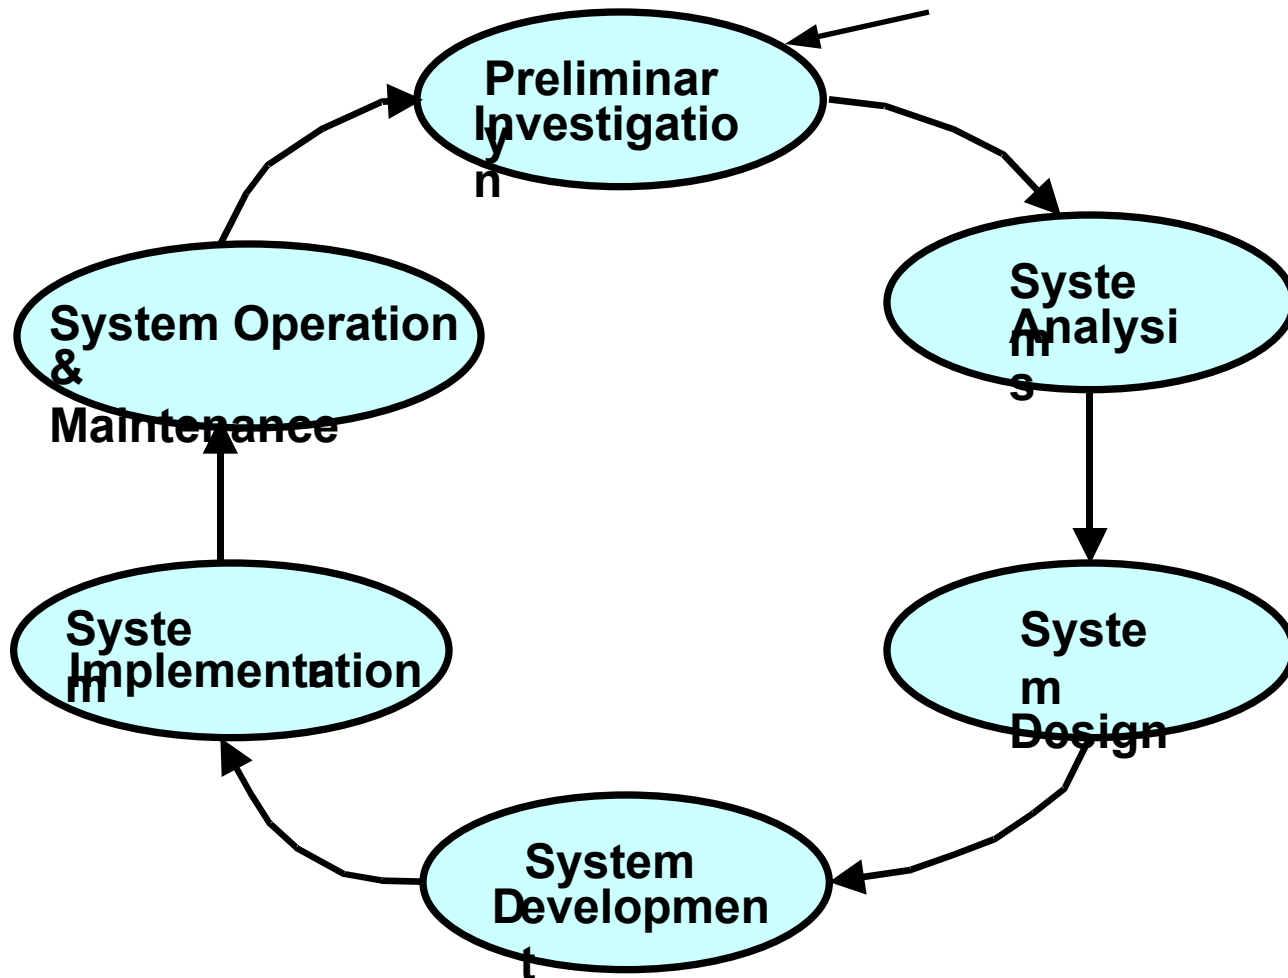 Preliminar
y
Investigatio
n
Syste
m
Analysi
s
System Operation
&
Maintenance
Syste
m
Implementation
Syste
m
Design
System
Developmen
t